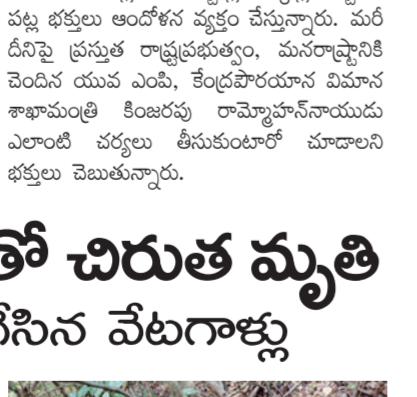 పట్ల భక్తులు ఆందోళన వ్యక్తం చేస్తున్నారు. మరీ
దీనిపై ప్రస్తుత రాష్ట్రప్రభుత్వం, మనరాష్ట్రానికి
చెందిన యువ ఎంపి, కేంద్రపౌరయాన విమాన
శాఖామంత్రి కింజరపు రామ్మోహన్‌నాయుడు
ఎలాంటి చర్యలు తీసుకుంటారో చూడాలని
భక్తులు చెబుతున్నారు.
తో చిరుత మృతి
వేటగాళ్లు